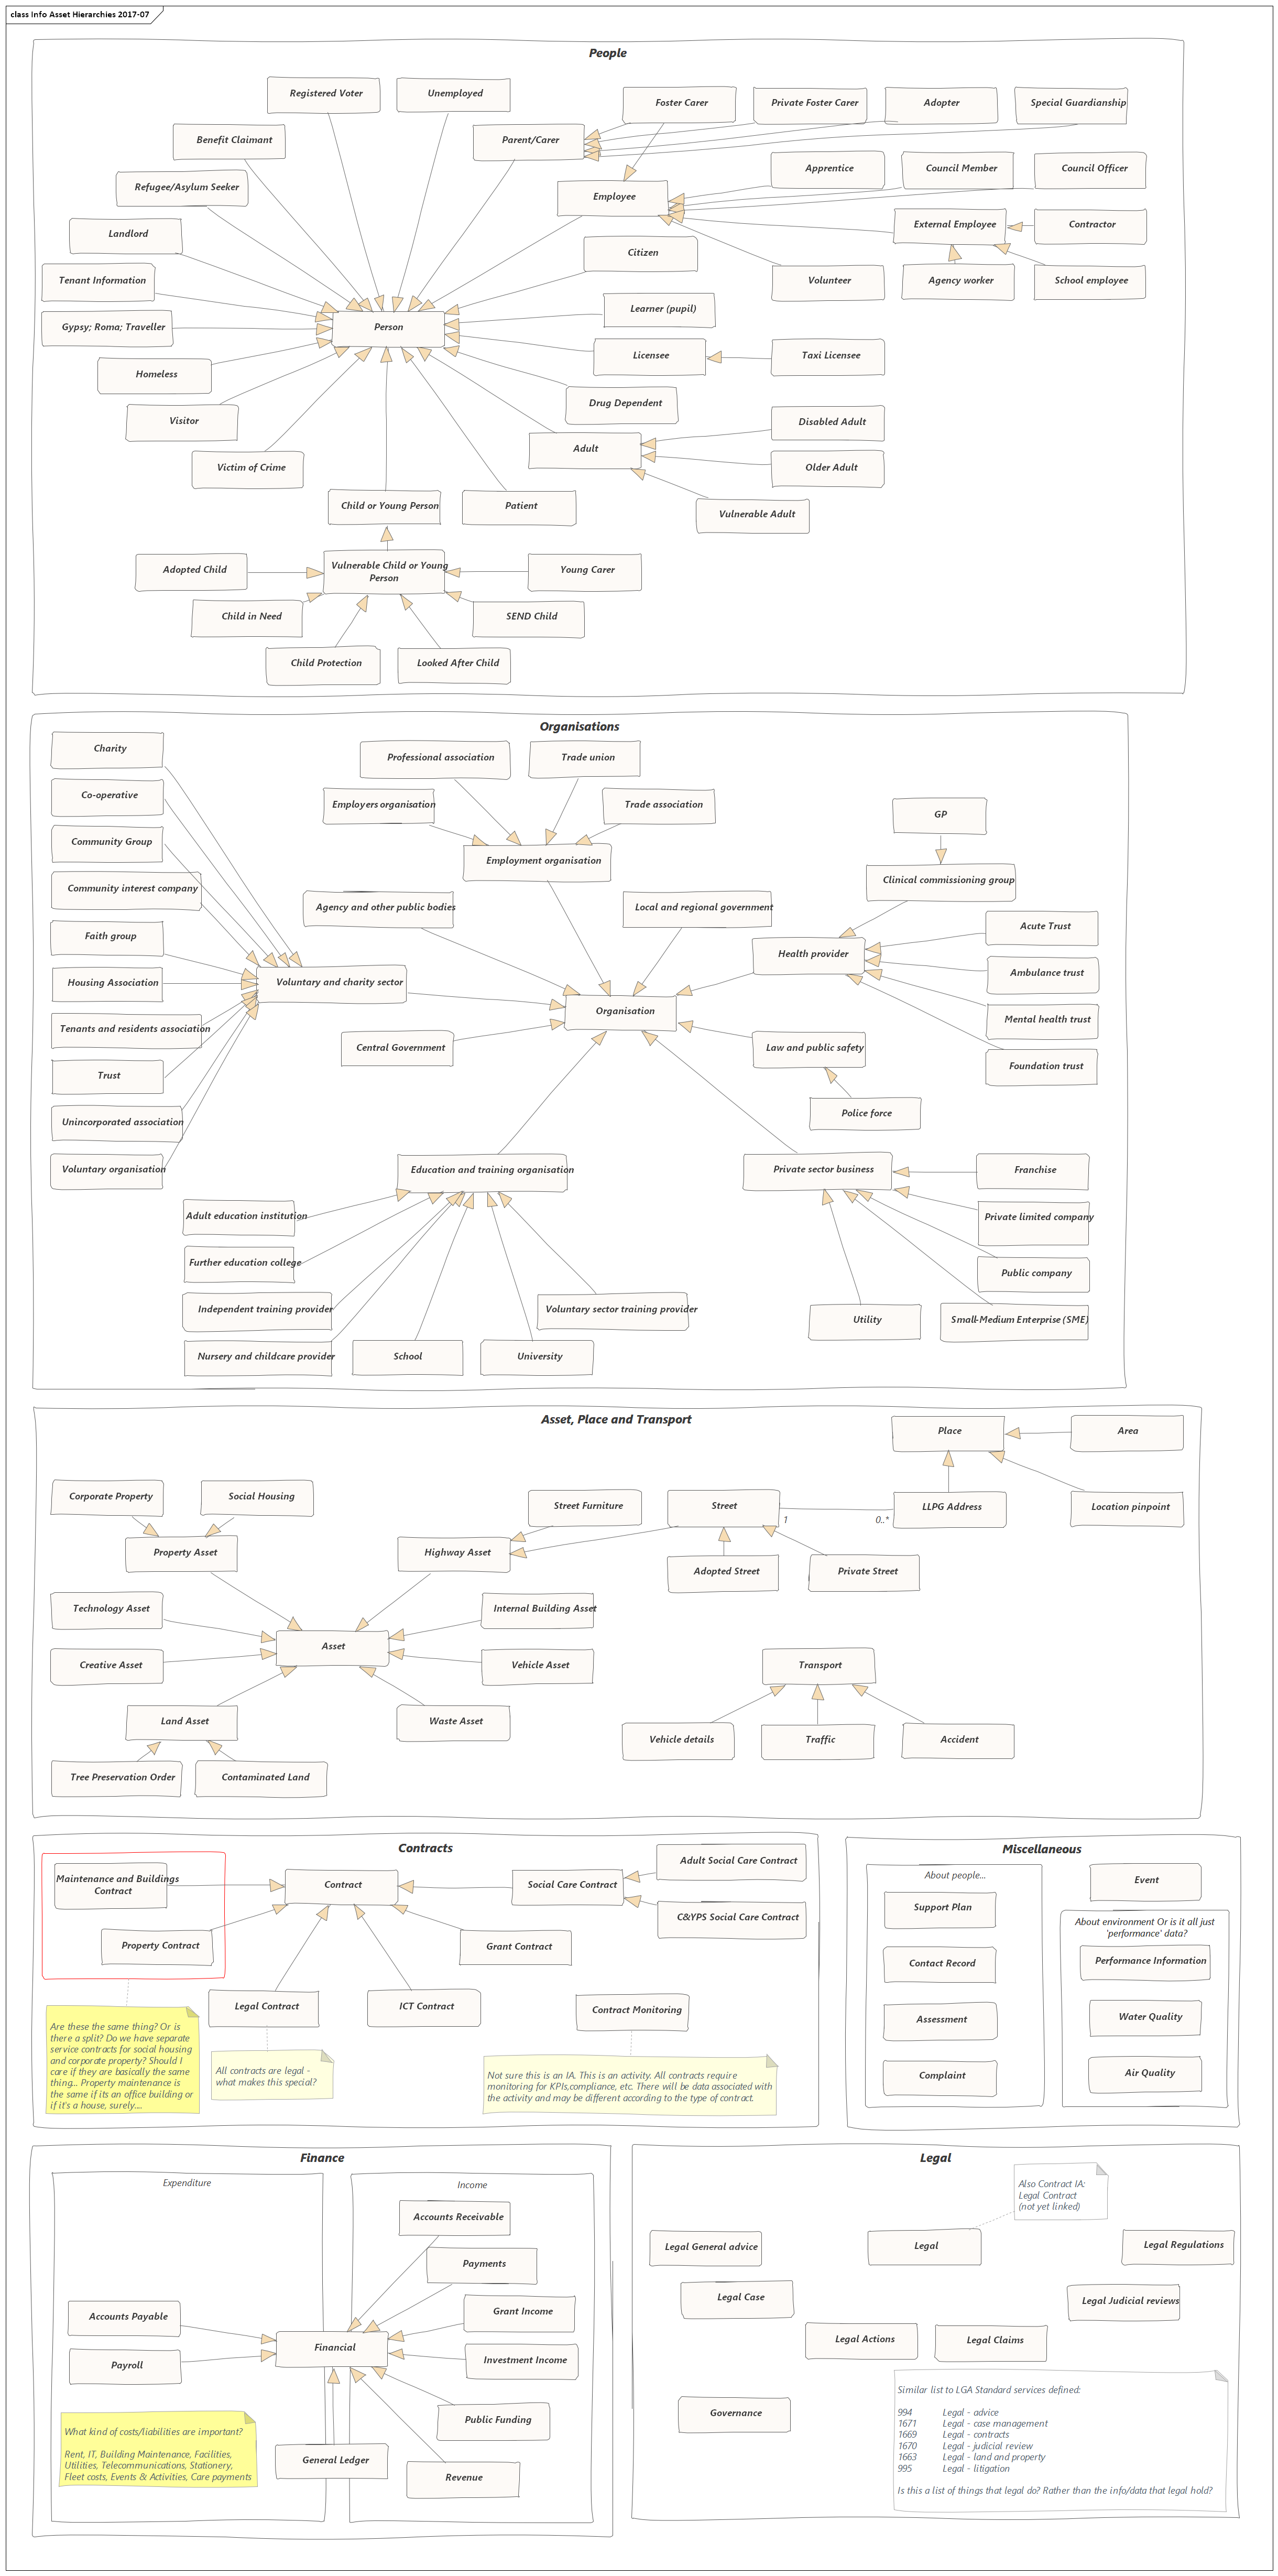 class Info Asset Hierarchies 2017-07
People
Registered Voter
Unemployed
Foster Carer
Private Foster Carer
Adopter
Special Guardianship
Benefit Claimant
Parent/Carer
Apprentice
Council Member
Council Officer
Refugee/Asylum Seeker
Employee
External Employee
Contractor
Landlord
Citizen
Tenant Information
Volunteer
Agency worker
School employee
Learner (pupil)
Gypsy; Roma; Traveller
Person
Licensee
Taxi Licensee
Homeless
Drug Dependent
Visitor
Disabled Adult
Adult
Victim of Crime
Older Adult
Child or Young Person
Patient
Vulnerable Adult
Adopted Child
Vulnerable Child or Young
Person
Young Carer
Child in Need
SEND Child
Child Protection
Looked After Child
Organisations
Charity
Professional association
Trade union
Co-operative
Employers organisation
Trade association
GP
Community Group
Employment organisation
Clinical commissioning group
Community interest company
Agency and other public bodies
Local and regional government
Acute Trust
Faith group
Health provider
Housing Association
Voluntary and charity sector
Ambulance trust
Organisation
Mental health trust
Tenants and residents association
Central Government
Law and public safety
Foundation trust
Trust
Police force
Unincorporated association
Voluntary organisation
Education and training organisation
Private sector business
Franchise
Adult education institution
Private limited company
Further education college
Public company
Independent training provider
Voluntary sector training provider
Utility
Small-Medium Enterprise (SME)
Nursery and childcare provider
School
University
Asset, Place and Transport
Place
Area
Corporate Property
Social Housing
Street Furniture
Street
1
0..*
LLPG Address
Location pinpoint
Property Asset
Highway Asset
Adopted Street
Private Street
Technology Asset
Internal Building Asset
Asset
Creative Asset
Vehicle Asset
Transport
Land Asset
Waste Asset
Vehicle details
Traffic
Accident
Tree Preservation Order
Contaminated Land
Contracts
Maintenance and Buildings
Contract
Contract
Social Care Contract
Adult Social Care Contract
C&YPS Social Care Contract
Property Contract
Grant Contract
Legal Contract
ICT Contract
Contract Monitoring
Are these the same thing? Or is
there a split? Do we have separate
service contracts for social housing
and corporate property? Should I
care if they are basically the same
thing... Property maintenance is
the same if its an office building or
if it's a house, surely....
All contracts are legal -
what makes this special?
Not sure this is an IA. This is an activity. All contracts require
monitoring for KPIs,compliance, etc. There will be data associated with
the activity and may be different according to the type of contract.
Miscellaneous
About people...
Support Plan
Contact Record
Assessment
Complaint
Event
About environment Or is it all just
'performance' data?
Performance Information
Water Quality
Air Quality
Finance
Expenditure
Income
Accounts Receivable
Payments
Accounts Payable
Grant Income
Financial
Payroll
Investment Income
Public Funding
What kind of costs/liabilities are important?
Rent, IT, Building Maintenance, Facilities,
Utilities, Telecommunications, Stationery,
Fleet costs, Events & Activities, Care payments
General Ledger
Revenue
Legal
Also Contract IA:
Legal Contract
(not yet linked)
Legal General advice
Legal
Legal Regulations
Legal Case
Legal Judicial reviews
Legal Actions
Legal Claims
Governance
Similar list to LGA Standard services defined:
994 Legal - advice
1671 Legal - case management
1669 Legal - contracts
1670 Legal - judicial review
1663 Legal - land and property
995 Legal - litigation
Is this a list of things that legal do? Rather than the info/data that legal hold?